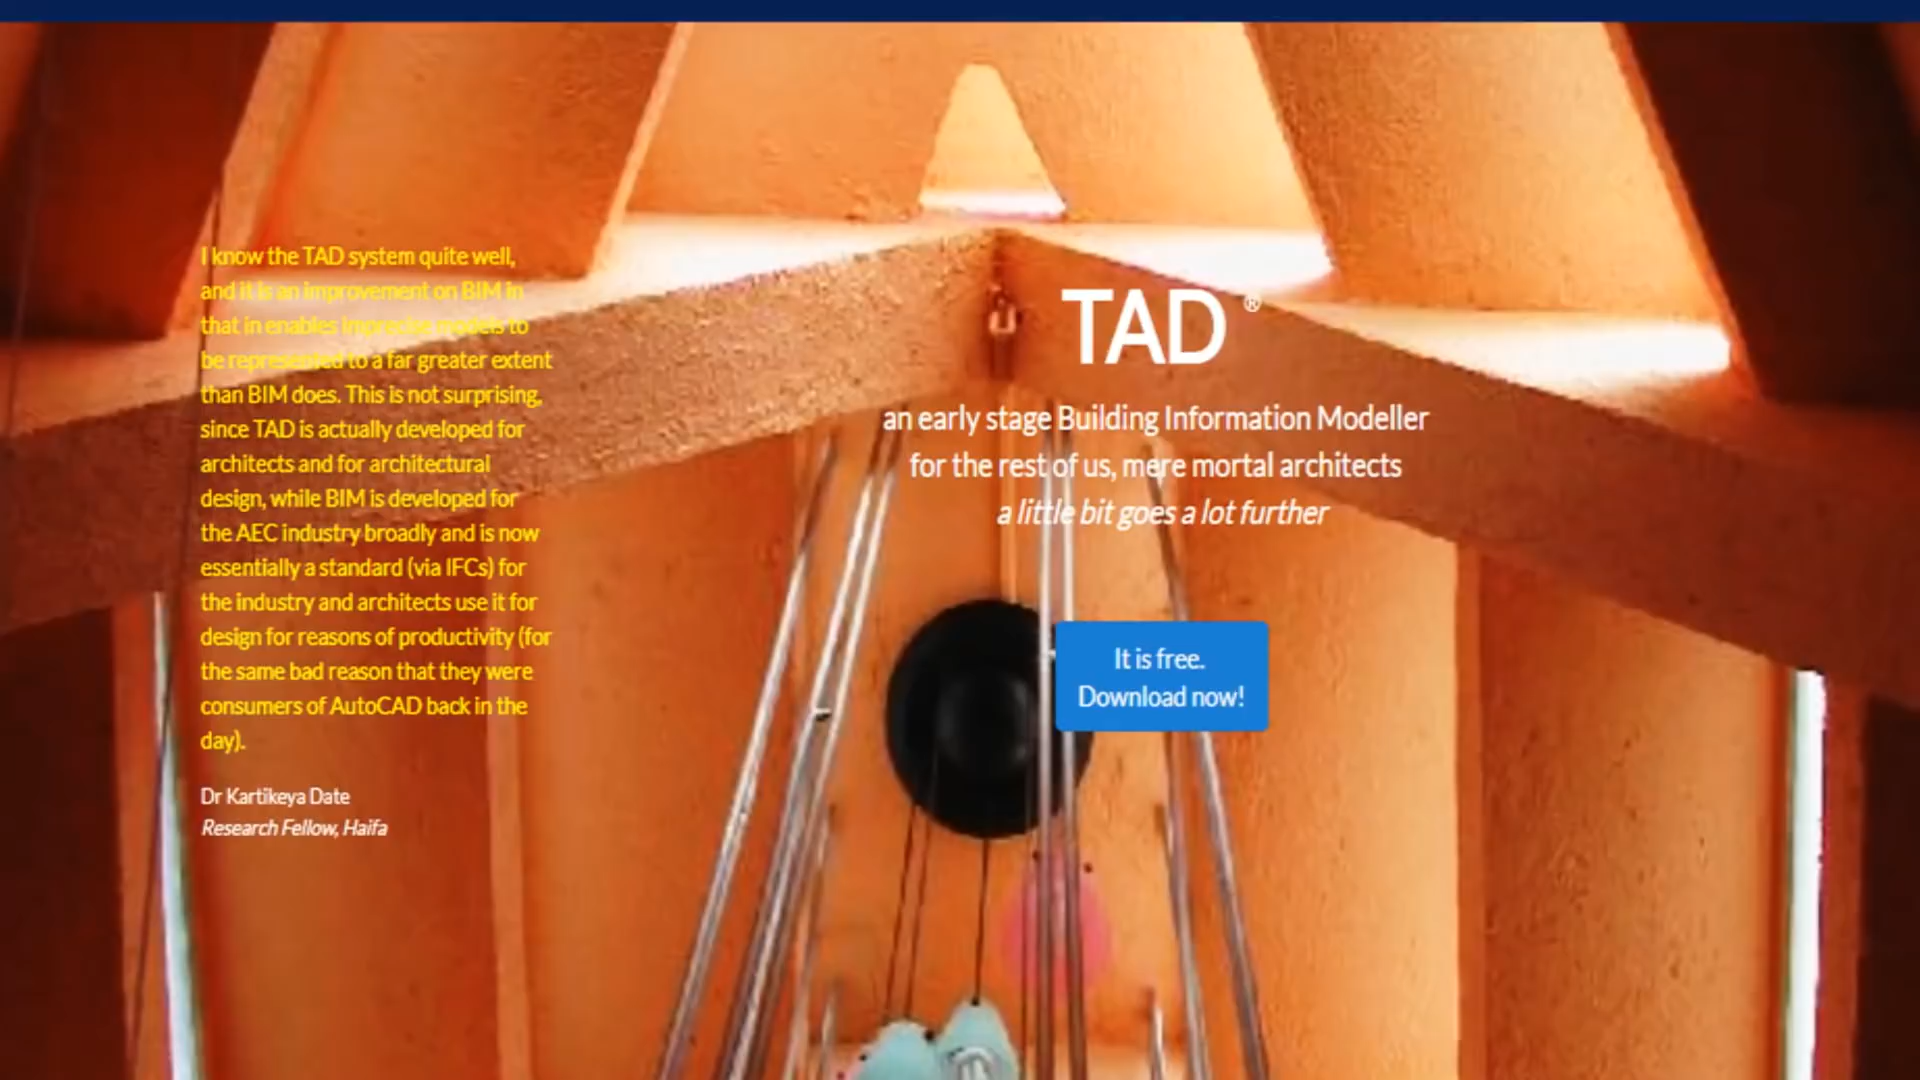 I know the TAD system quite well,
and it is an improvement on BIM in
that in enables imprecise models to
be represented to a far greater extent
than BIM does. This is not surprising,
since TAD is actually developed for
architects and for architectural
design, while BIM is developed for
the AEC industry broadly and is now
essentially a standard (via IFCs) for
the industry and architects use it for
design for reasons of productivity (for
the same bad reason that they were
consumers of AutoCAD back in the
day).
Dr Kartikeya Date
Research Fellow, Haifa
TAD ®
an early stage Building Information Modeller
for the rest of us, mere mortal architects
a little bit goes a lot further
It is free.
Download now!